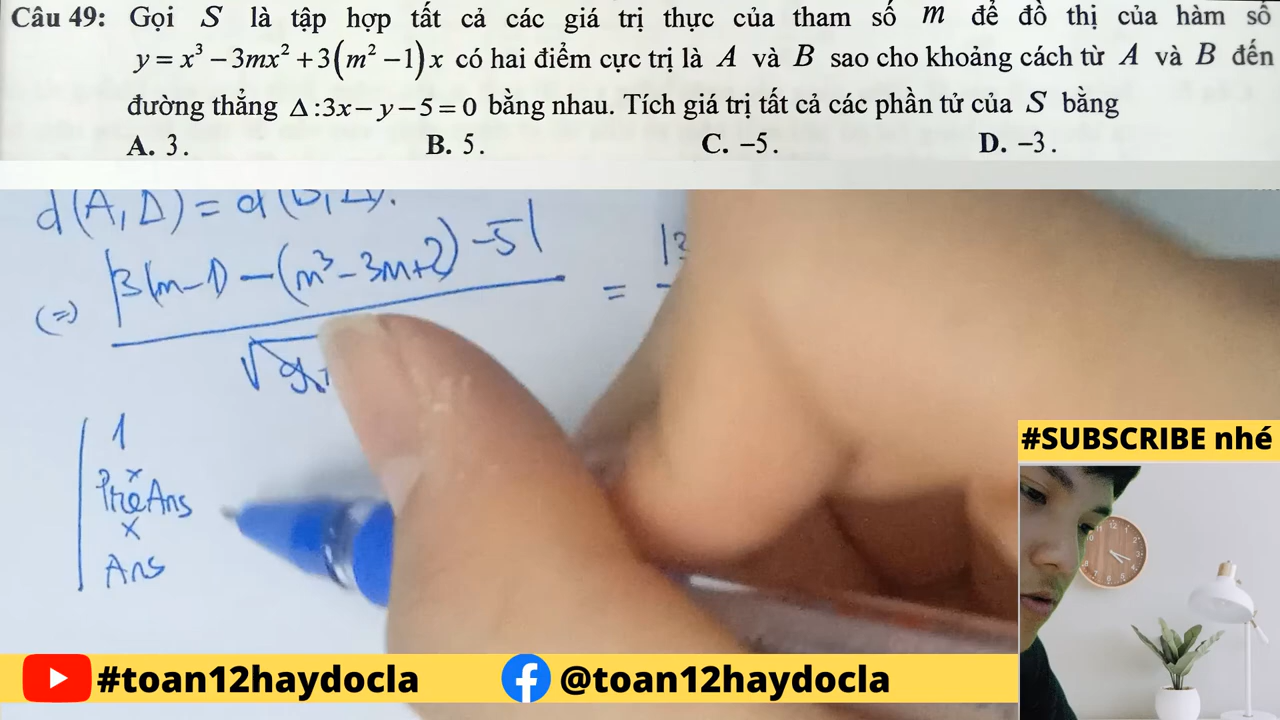 Câu 49: Gọi S là tập hợp tất cả các giá trị thực của tham số m để đồ thị của hàm số
y = x³ − 3mx² + 3(m² − 1)x có hai điểm cực trị là A và B sao cho khoảng cách từ A và B đến
đường thẳng Δ : 3x − y − 5 = 0 bằng nhau. Tích giá trị tất cả các phần tử của S bằng
A. 3. B. 5. C. −5. D. −3.
d(A,Δ) = d(B,Δ).
(=) |3(m−1) − (m³−3m+2) −5| =
1
x
PreAns
x
Ans
#SUBSCRIBE nhé
#toan12haydocla @toan12haydocla